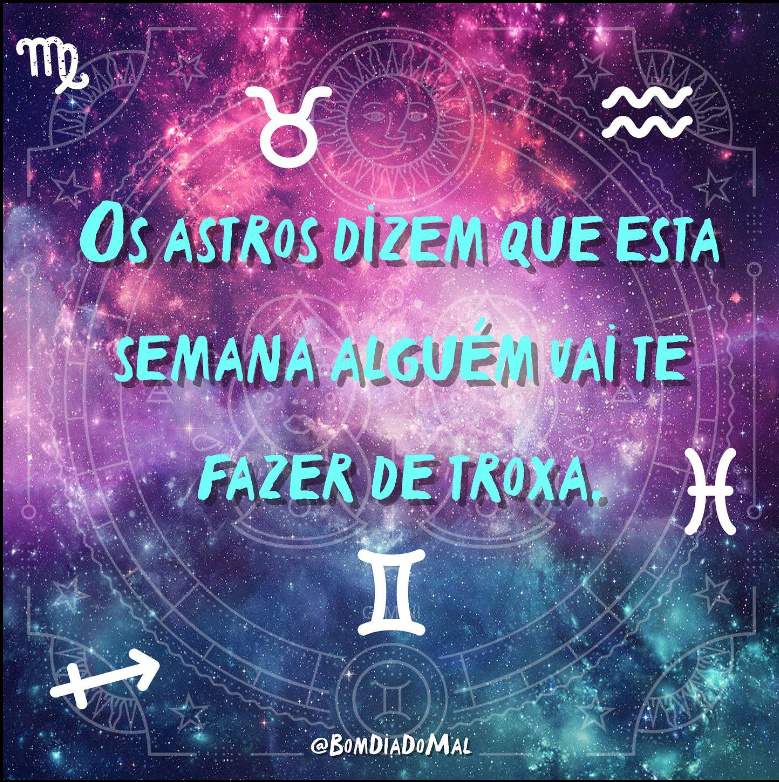 Os astros dizem que esta
semana alguém vai te
fazer de troxa.
@BomDiaDoMal